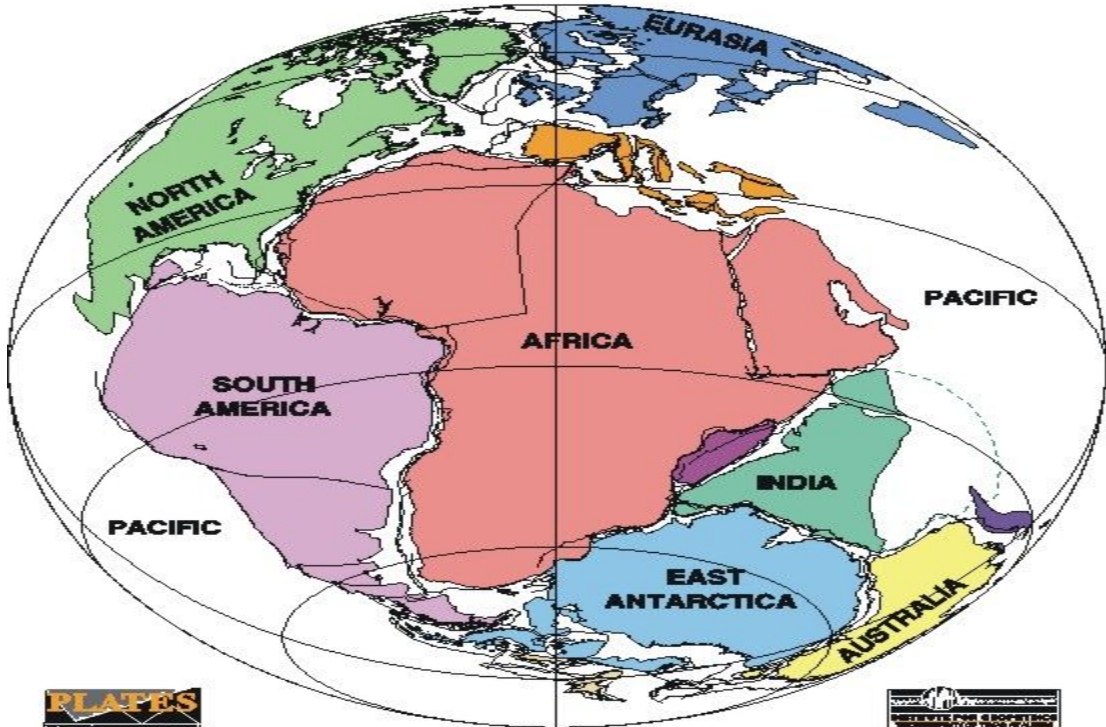 EURASIA
NORTH
AMERICA
PACIFIC
AFRICA
SOUTH
AMERICA
INDIA
PACIFIC
EAST
ANTARCTICA
AUSTRALIA
PLATES